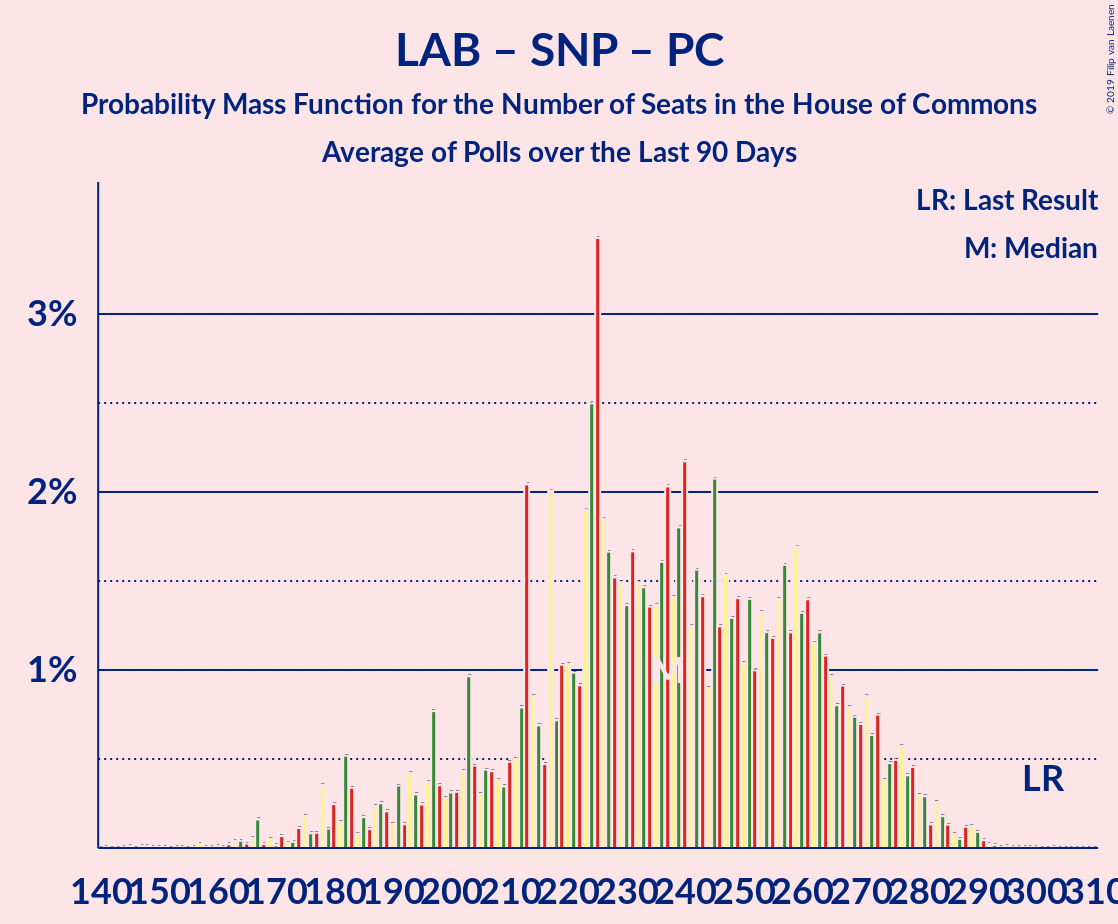 LAB – SNP – PC
Probability Mass Function for the Number of Seats in the House of Commons
Average of Polls over the Last 90 Days
© 2019 Filip van Laenen
LR: Last Result
M: Median
3%
2%
1%
M
LR
140 150 160 170 180 190 200 210 220 230 240 250 260 270 280 290 300 310